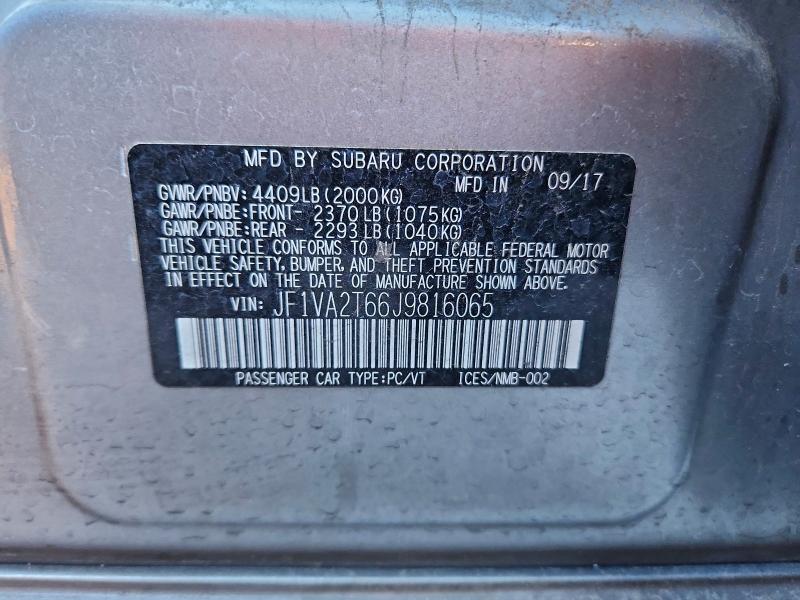 MFD BY SUBARU CORPORATION
MFD IN 09/17
GVWR/PNBV: 4409LB(2000KG)
GAWR/PNBE:FRONT- 2370LB(1075KG)
GAWR/PNBE:REAR - 2293LB(1040KG)
THIS VEHICLE CONFORMS TO ALL APPLICABLE FEDERAL MOTOR
VEHICLE SAFETY, BUMPER, AND THEFT PREVENTION STANDARDS
IN EFFECT ON THE DATE OF MANUFACTURE SHOWN ABOVE.
VIN: JF1VA2T66J9816065
PASSENGER CAR TYPE:PC/VT ICES/NMB-002